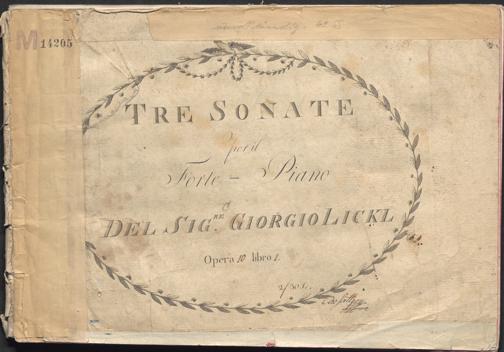 M 14205
TRE SONATE
per il
Forte - Piano
DEL SIG.RE GIORGIO LICKL
Opera 10 libro 1.